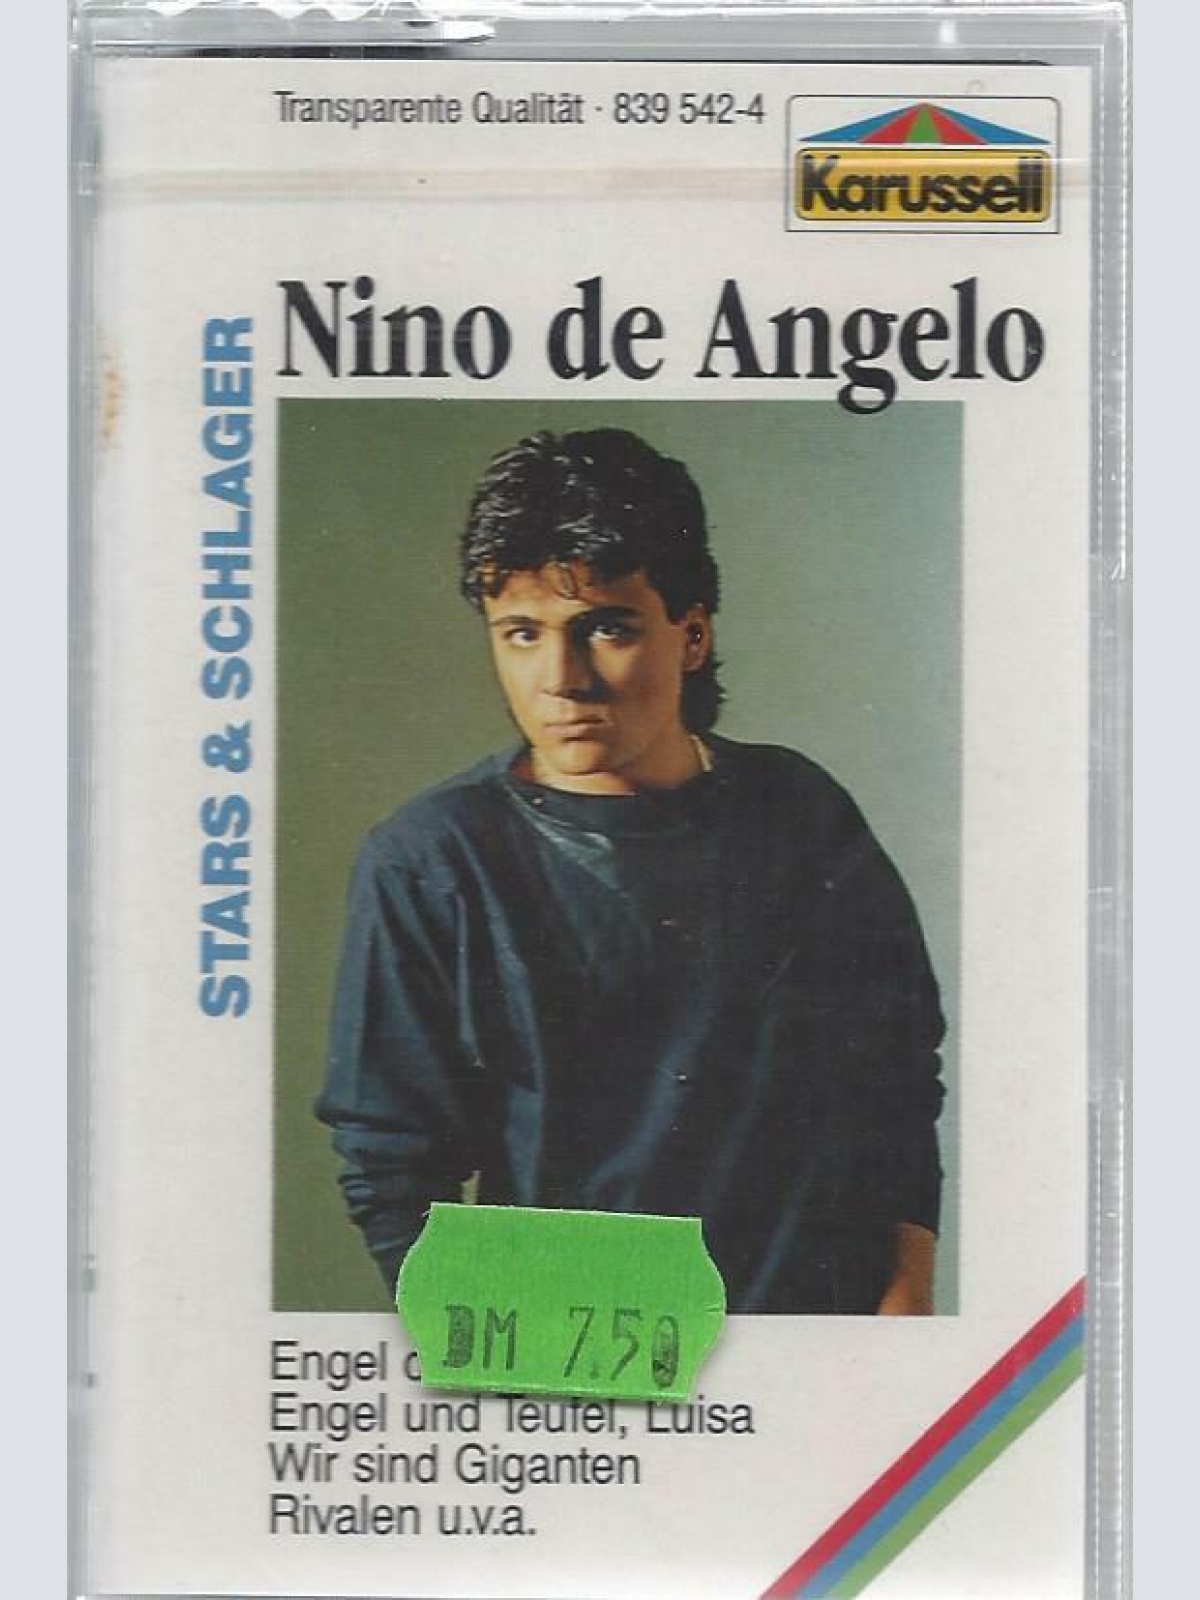 Transparente Qualität · 839 542-4
Karussell
Nino de Angelo
STARS & SCHLAGER
DM 7.50
Engel
Engel und Teufel, Luisa
Wir sind Giganten
Rivalen u.v.a.